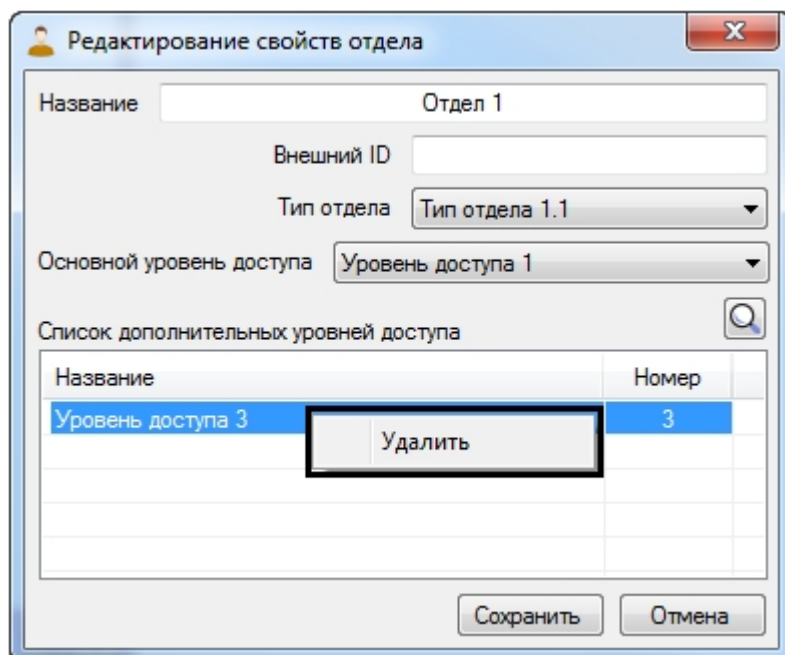 Редактирование свойств отдела
Название Отдел 1
Внешний ID
Тип отдела Тип отдела 1.1
Основной уровень доступа Уровень доступа 1
Список дополнительных уровней доступа
Название Номер
Уровень доступа 3 3
Удалить
Сохранить Отмена